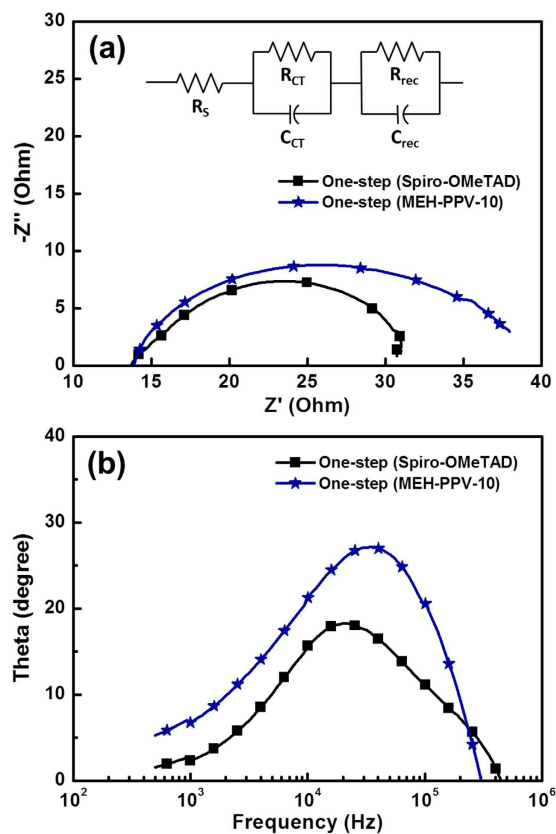 30
(a)
R_CT
R_rec
25
R_S
C_CT
C_rec
20
-Z'' (Ohm)
One-step (Spiro-OMeTAD)
15
One-step (MEH-PPV-10)
10
5
0
10 15 20 25 30 35 40
Z' (Ohm)
40
(b)
One-step (Spiro-OMeTAD)
One-step (MEH-PPV-10)
30
Theta (degree)
20
10
0
10^2 10^3 10^4 10^5 10^6
Frequency (Hz)